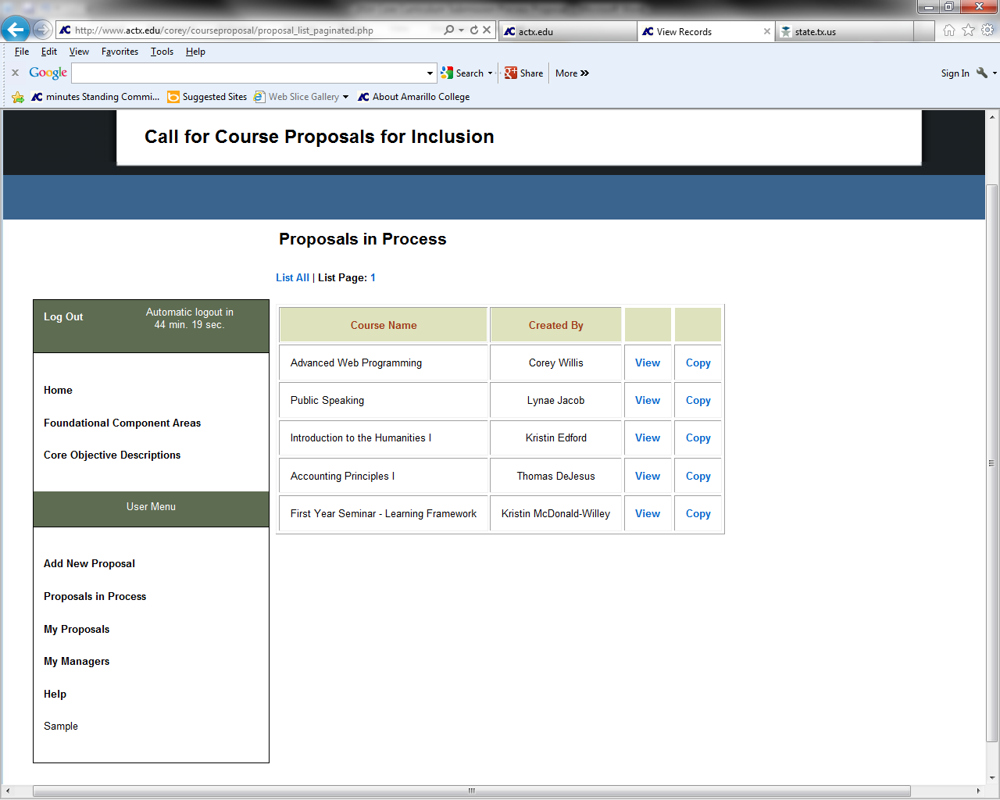 http://www.actx.edu/corey/courseproposal/proposal_list_paginated.php
actx.edu
View Records
state.tx.us
File Edit View Favorites Tools Help
Google Search Share More Sign In
minutes Standing Commi... Suggested Sites Web Slice Gallery About Amarillo College
Call for Course Proposals for Inclusion
Proposals in Process
List All | List Page: 1
Log Out
Automatic logout in
44 min. 19 sec.
Home
Foundational Component Areas
Core Objective Descriptions
User Menu
Add New Proposal
Proposals in Process
My Proposals
My Managers
Help
Sample
Course Name Created By
Advanced Web Programming Corey Willis View Copy
Public Speaking Lynae Jacob View Copy
Introduction to the Humanities I Kristin Edford View Copy
Accounting Principles I Thomas DeJesus View Copy
First Year Seminar - Learning Framework Kristin McDonald-Willey View Copy